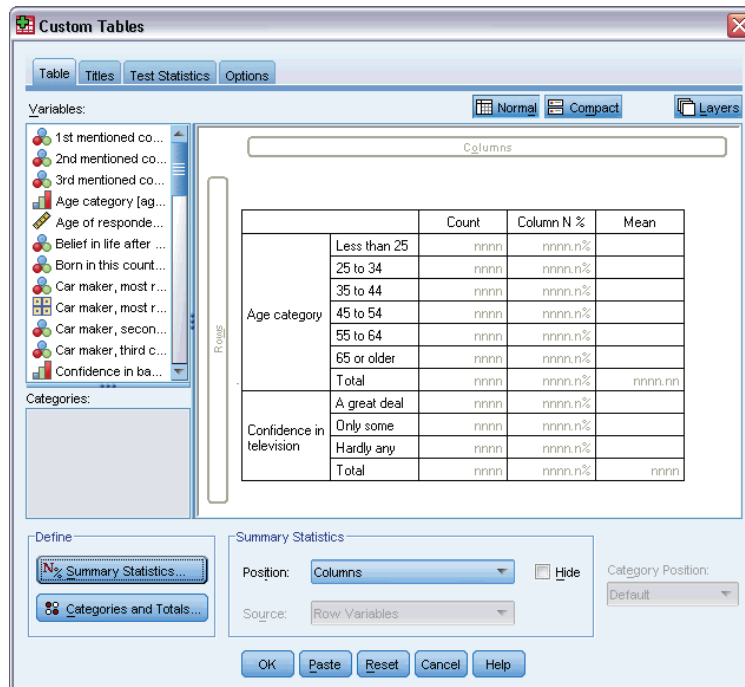 Custom Tables
Table Titles Test Statistics Options
Variables:
Normal Compact Layers
1st mentioned co...
2nd mentioned co...
3rd mentioned co...
Age category [ag...
Age of responde...
Belief in life after ...
Born in this count...
Car maker, most r...
Car maker, most r...
Car maker, secon...
Car maker, third c...
Confidence in ba...
Categories:
Columns
Rows
Count Column N % Mean
Age category
Less than 25 nnnn nnnn.n%
25 to 34 nnnn nnnn.n%
35 to 44 nnnn nnnn.n%
45 to 54 nnnn nnnn.n%
55 to 64 nnnn nnnn.n%
65 or older nnnn nnnn.n%
Total nnnn nnnn.n% nnnn.nn
Confidence in
television
A great deal nnnn nnnn.n%
Only some nnnn nnnn.n%
Hardly any nnnn nnnn.n%
Total nnnn nnnn.n% nnnn
Define
N% Summary Statistics...
Categories and Totals...
Summary Statistics
Position: Columns Hide
Source: Row Variables
Category Position:
Default
OK Paste Reset Cancel Help